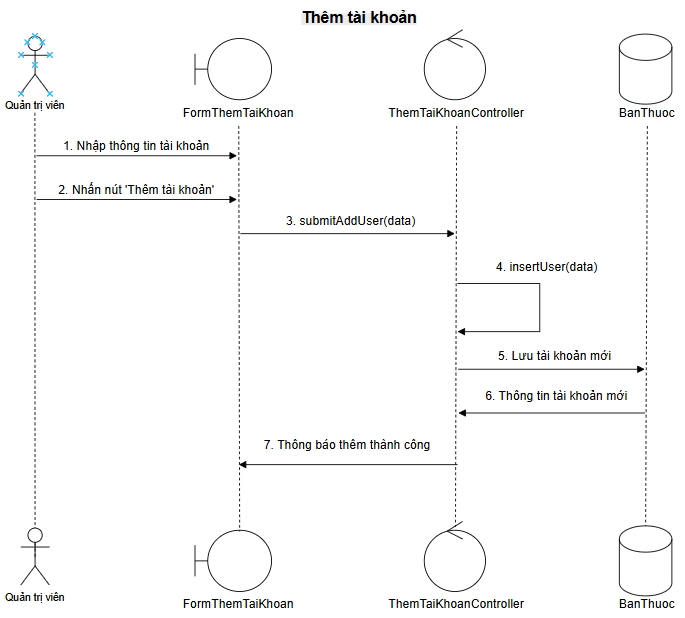 Thêm tài khoản
Quản trị viên
FormThemTaiKhoan
ThemTaiKhoanController
BanThuoc
1. Nhập thông tin tài khoản
2. Nhấn nút 'Thêm tài khoản'
3. submitAddUser(data)
4. insertUser(data)
5. Lưu tài khoản mới
6. Thông tin tài khoản mới
7. Thông báo thêm thành công
Quản trị viên
FormThemTaiKhoan
ThemTaiKhoanController
BanThuoc